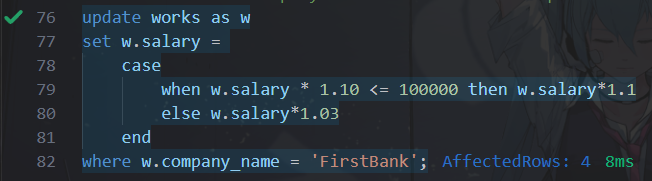 76 update works as w
77 set w.salary =
78 case
79 when w.salary * 1.10 <= 100000 then w.salary*1.1
80 else w.salary*1.03
81 end
82 where w.company_name = 'FirstBank'; AffectedRows: 4 8ms